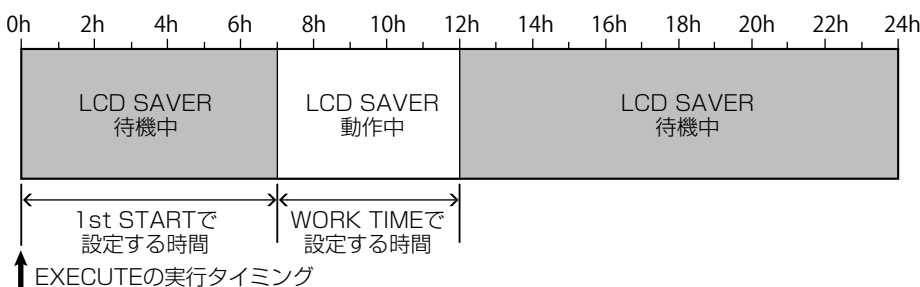 0h 2h 4h 6h 8h 10h 12h 14h 16h 18h 20h 22h 24h
LCD SAVER
待機中
LCD SAVER
動作中
LCD SAVER
待機中
1st STARTで
設定する時間
WORK TIMEで
設定する時間
EXECUTEの実行タイミング